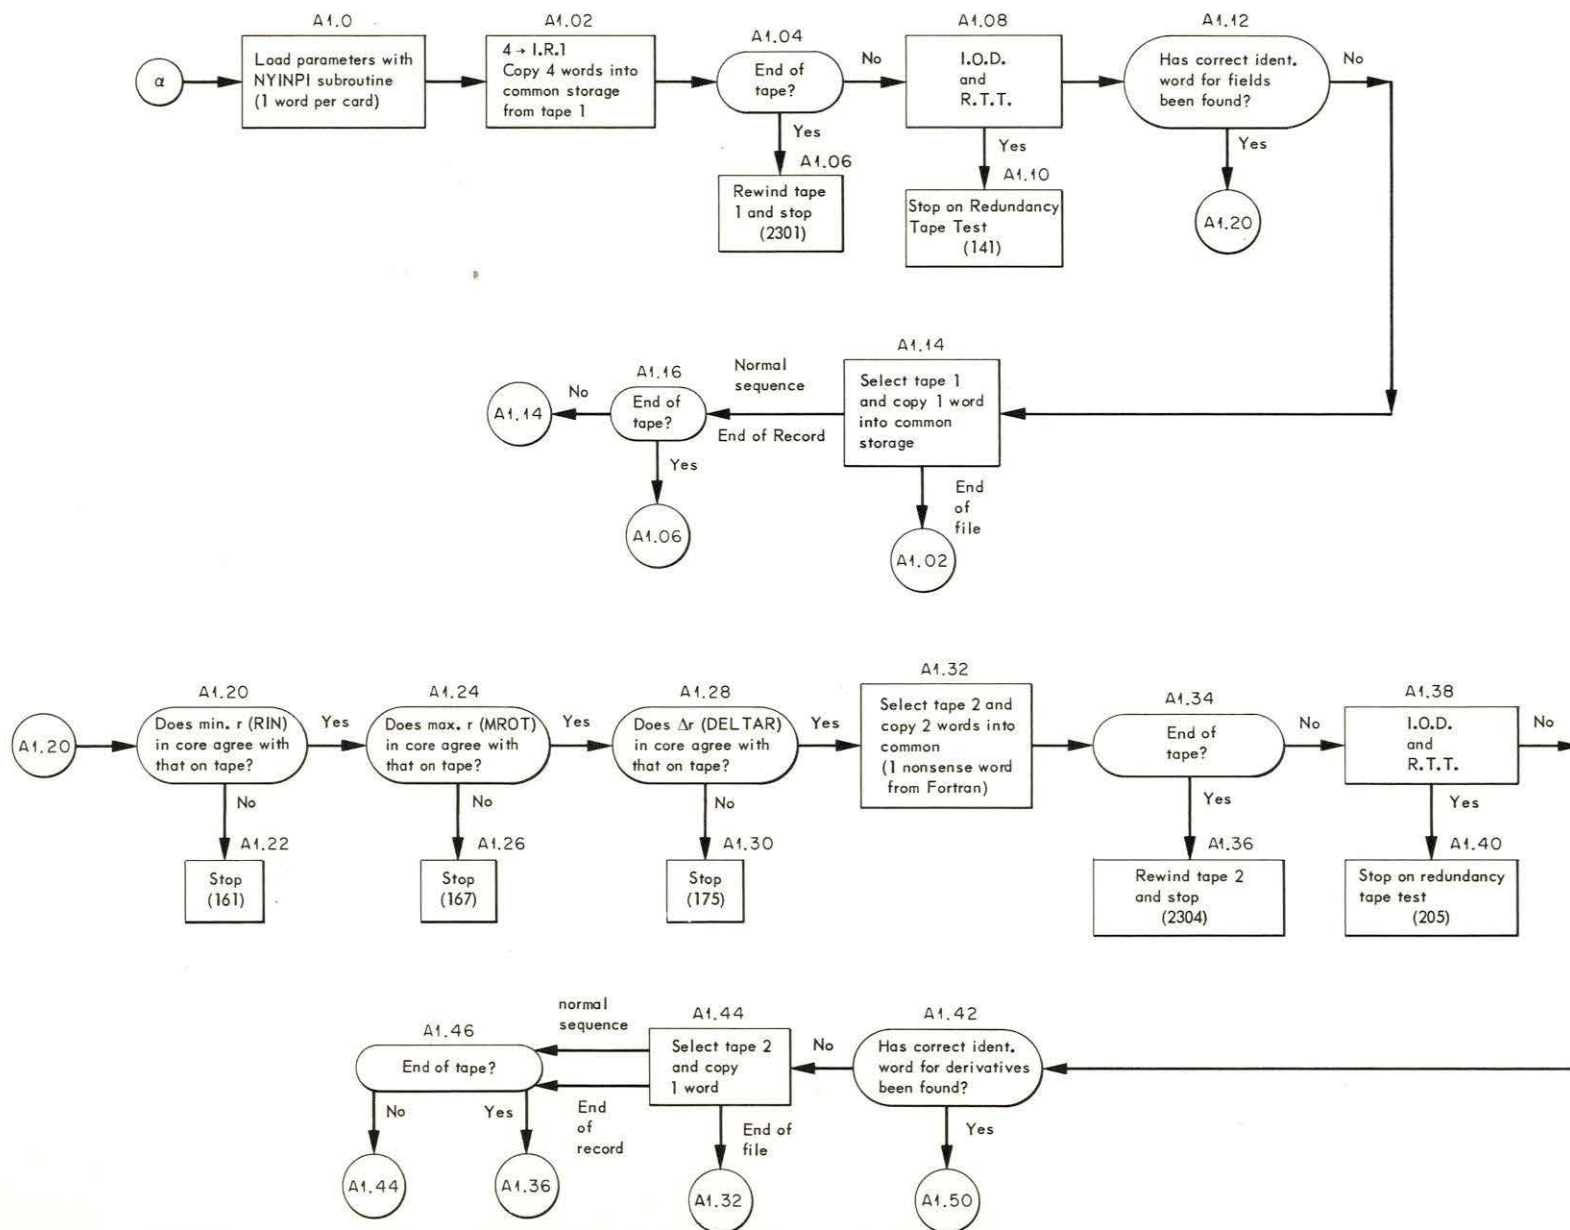 A1.0
A1.02
A1.04
A1.08
A1.12
α
Load parameters with
NYINPI subroutine
(1 word per card)
4 → I.R.1
Copy 4 words into
common storage
from tape 1
End of
tape?
No
I.O.D.
and
R.T.T.
Has correct ident.
word for fields
been found?
No
Yes
A1.06
Rewind tape
1 and stop
(2301)
Yes
A1.10
Stop on Redundancy
Tape Test
(141)
Yes
A1.20
A1.14
Select tape 1
and copy 1 word
into common
storage
Normal
sequence
End of Record
A1.16
End of
tape?
No
A1.14
Yes
A1.06
End
of
file
A1.02
A1.20
A1.20
Does min. r (RIN)
in core agree with
that on tape?
Yes
A1.24
Does max. r (MROT)
in core agree with
that on tape?
Yes
A1.28
Does Δr (DELTAR)
in core agree with
that on tape?
Yes
A1.32
Select tape 2 and
copy 2 words into
common
(1 nonsense word
from Fortran)
A1.34
End of
tape?
No
A1.38
I.O.D.
and
R.T.T.
No
No
A1.22
Stop
(161)
No
A1.26
Stop
(167)
No
A1.30
Stop
(175)
Yes
A1.36
Rewind tape 2
and stop
(2304)
Yes
A1.40
Stop on redundancy
tape test
(205)
A1.42
Has correct ident.
word for derivatives
been found?
No
A1.44
Select tape 2
and copy
1 word
normal
sequence
End
of
record
A1.46
End of tape?
No
A1.44
Yes
A1.36
End of
file
A1.32
Yes
A1.50